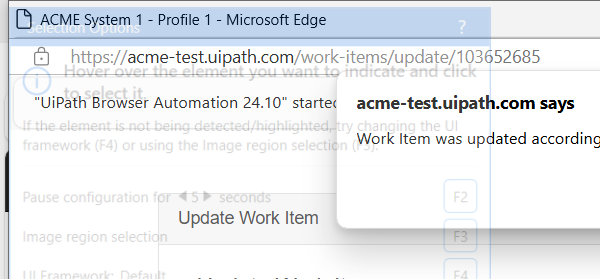 ACME System 1 - Profile 1 - Microsoft Edge
Selection Options
?
https://acme-test.uipath.com/work-items/update/103652685
Hover over the element you want to indicate and click
to select it.
"UiPath Browser Automation 24.10" started
acme-test.uipath.com says
If the element is not being detected/highlighted, try changing the UI
framework (F4) or using the Image region selection (F3).
Work Item was updated according
Pause configuration for 5 seconds
F2
Update Work Item
Image region selection
F3
UI Framework: Default
F4